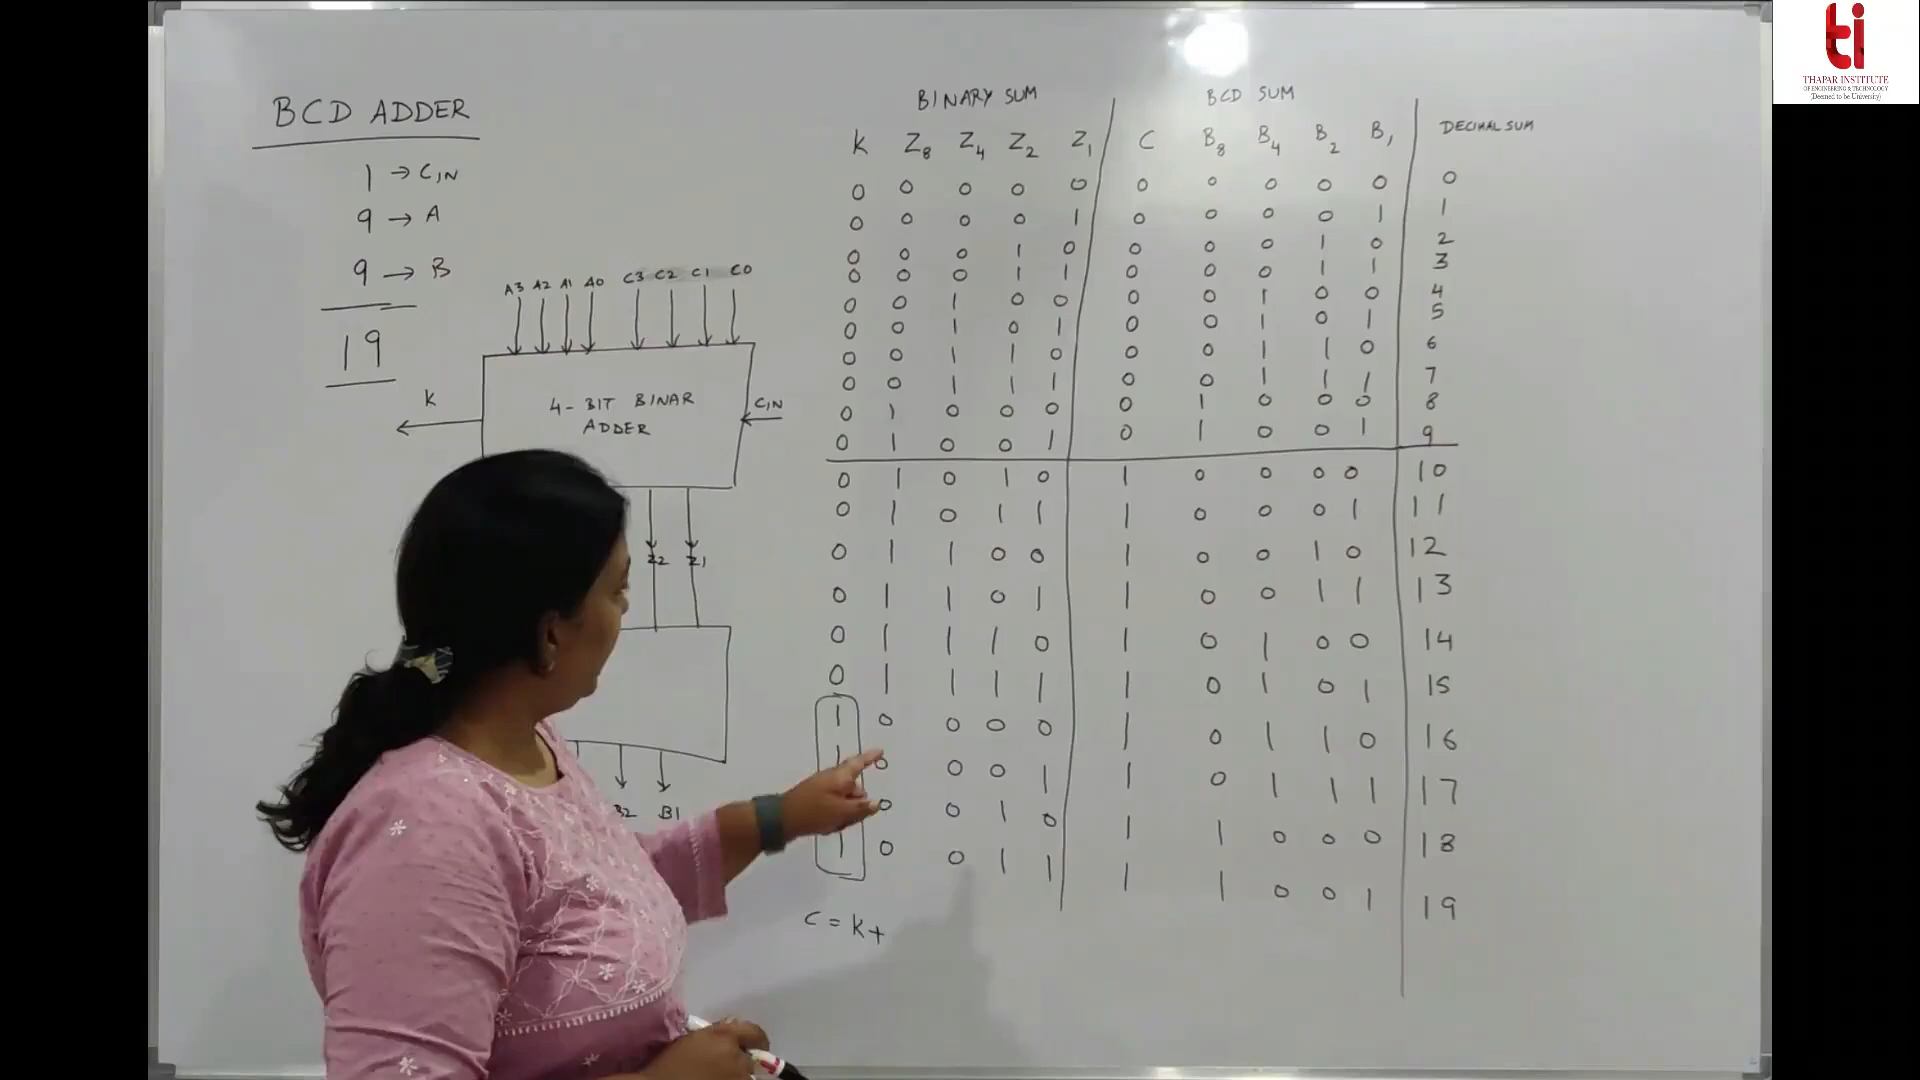 BCD ADDER
1 → CIN
9 → A
9 → B
19
A3 A2 A1 A0 C3 C2 C1 C0
K
4-BIT BINAR
ADDER
CIN
Z2 Z1
B2 B1
BINARY SUM BCD SUM DECIMAL SUM
K Z8 Z4 Z2 Z1 C B8 B4 B2 B1
0 0 0 0 0 0 0 0 0 0 0
0 0 0 0 1 0 0 0 0 1 1
0 0 0 1 0 0 0 0 1 0 2
0 0 0 1 1 0 0 0 1 1 3
0 0 1 0 0 0 0 1 0 0 4
0 0 1 0 1 0 0 1 0 1 5
0 0 1 1 0 0 0 1 1 0 6
0 0 1 1 1 0 0 1 1 1 7
0 1 0 0 0 0 1 0 0 0 8
0 1 0 0 1 0 1 0 0 1 9
0 1 0 1 0 1 0 0 0 0 10
0 1 0 1 1 1 0 0 0 1 11
0 1 1 0 0 1 0 0 1 0 12
0 1 1 0 1 1 0 0 1 1 13
0 1 1 1 0 1 0 1 0 0 14
0 1 1 1 1 1 0 1 0 1 15
1 0 0 0 0 1 0 1 1 0 16
1 0 0 0 1 1 0 1 1 1 17
0 0 1 0 1 1 0 0 0 18
1 0 0 1 1 1 1 0 0 1 19
C = K+
ti
THAPAR INSTITUTE
OF ENGINEERING & TECHNOLOGY
(Deemed to be University)